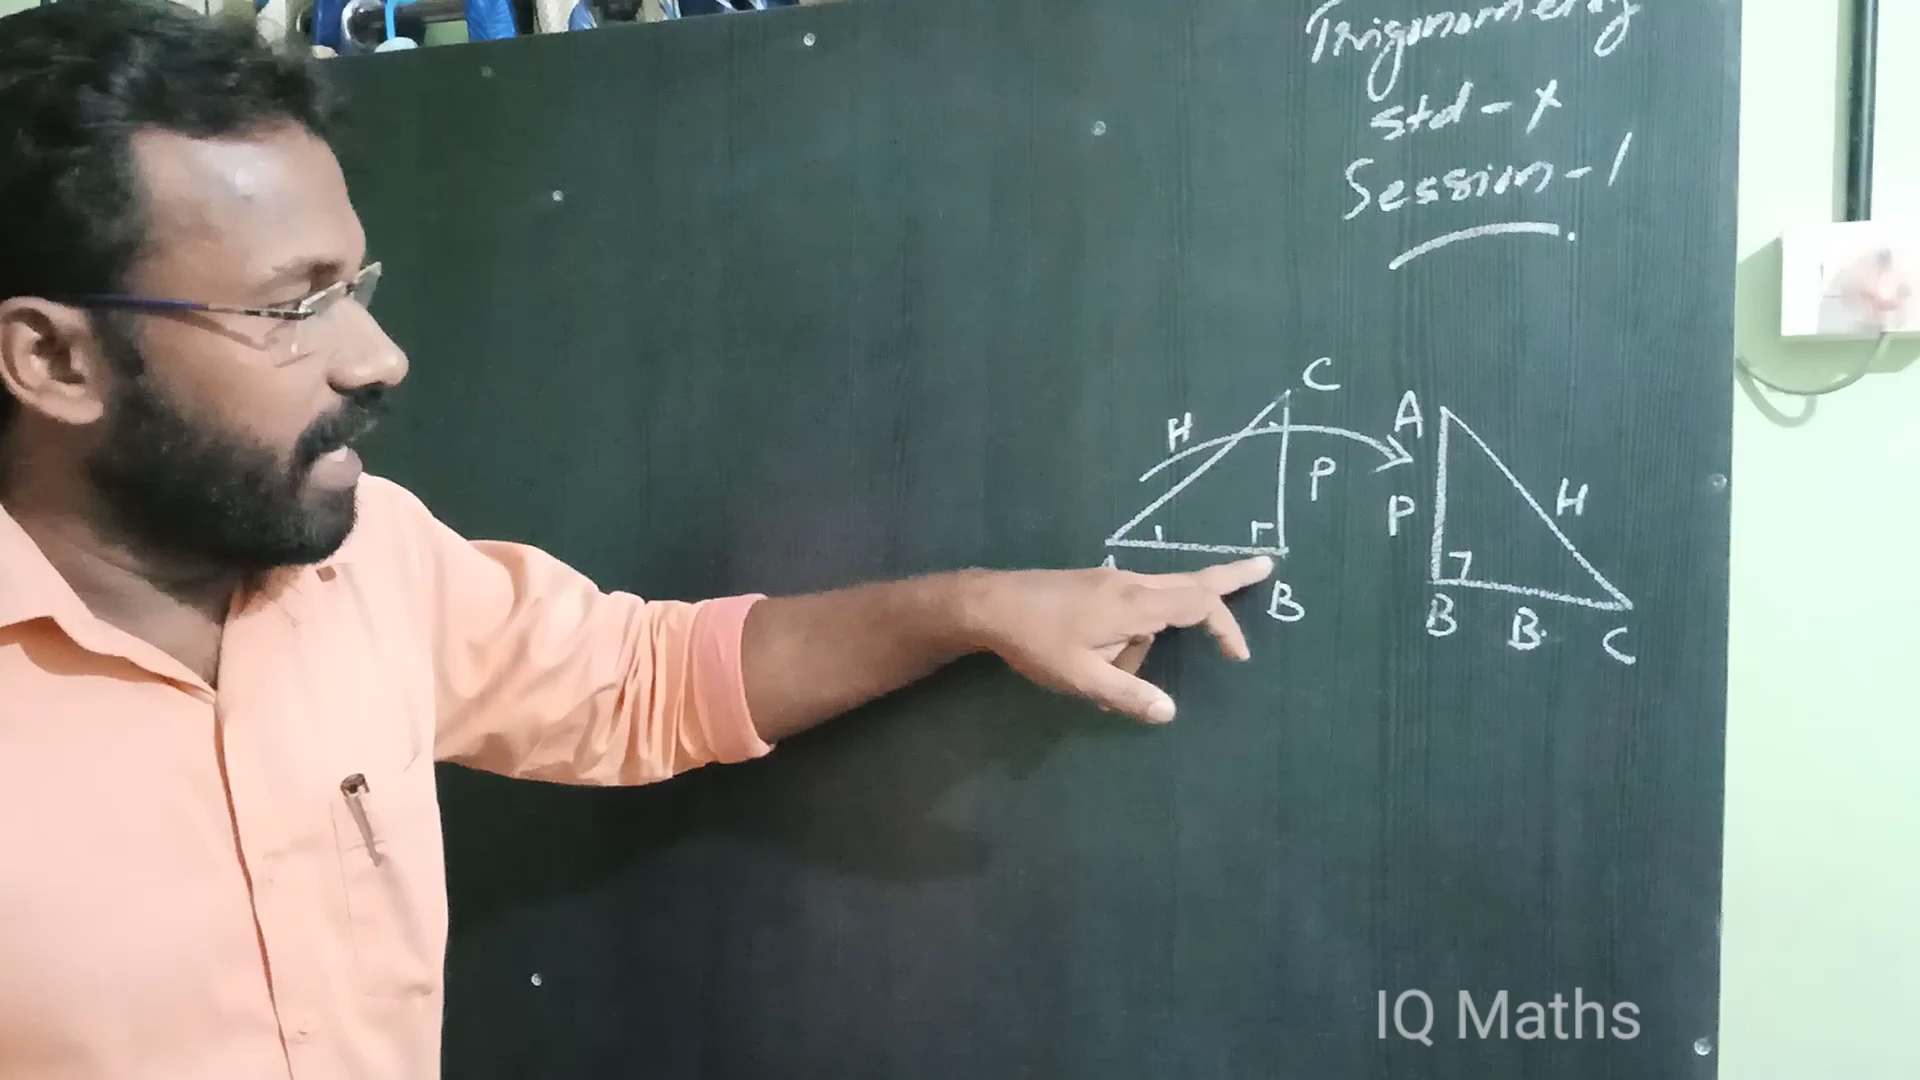 Trigonometry
Std - X
Session - 1
C
H
P
A
B
A
P
H
B
B
C
IQ Maths